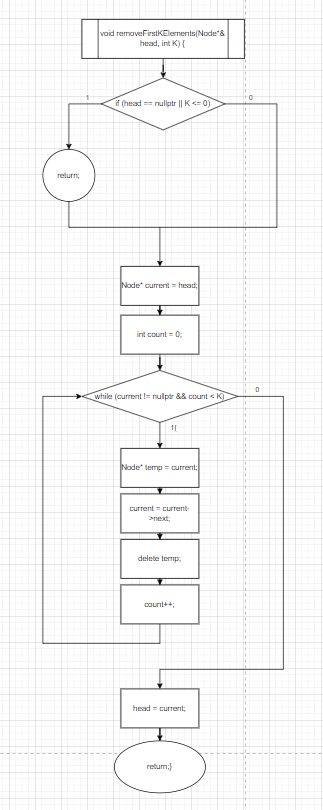 void removeFirstKElements(Node*&
head, int K) {
if (head == nullptr || K <= 0)
1
0
return;
Node* current = head;
int count = 0;
while (current != nullptr && count < K)
0
1{
Node* temp = current;
current = current-
>next;
delete temp;
count++;
head = current;
return;}